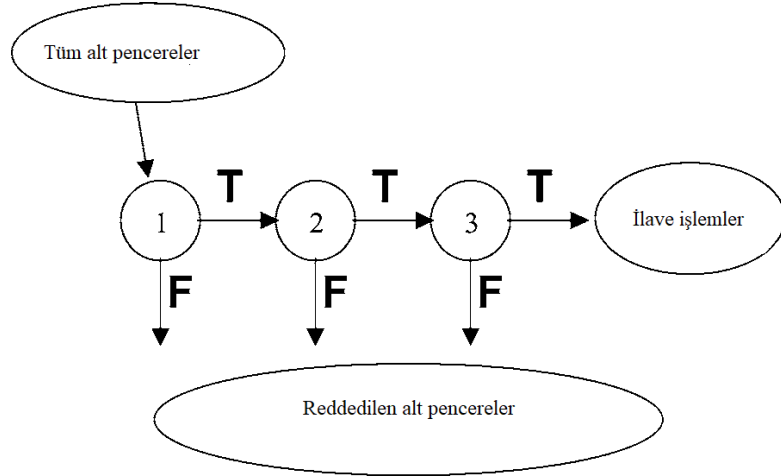 Tüm alt pencereler
T T T
1 2 3 İlave işlemler
F F F
Reddedilen alt pencereler